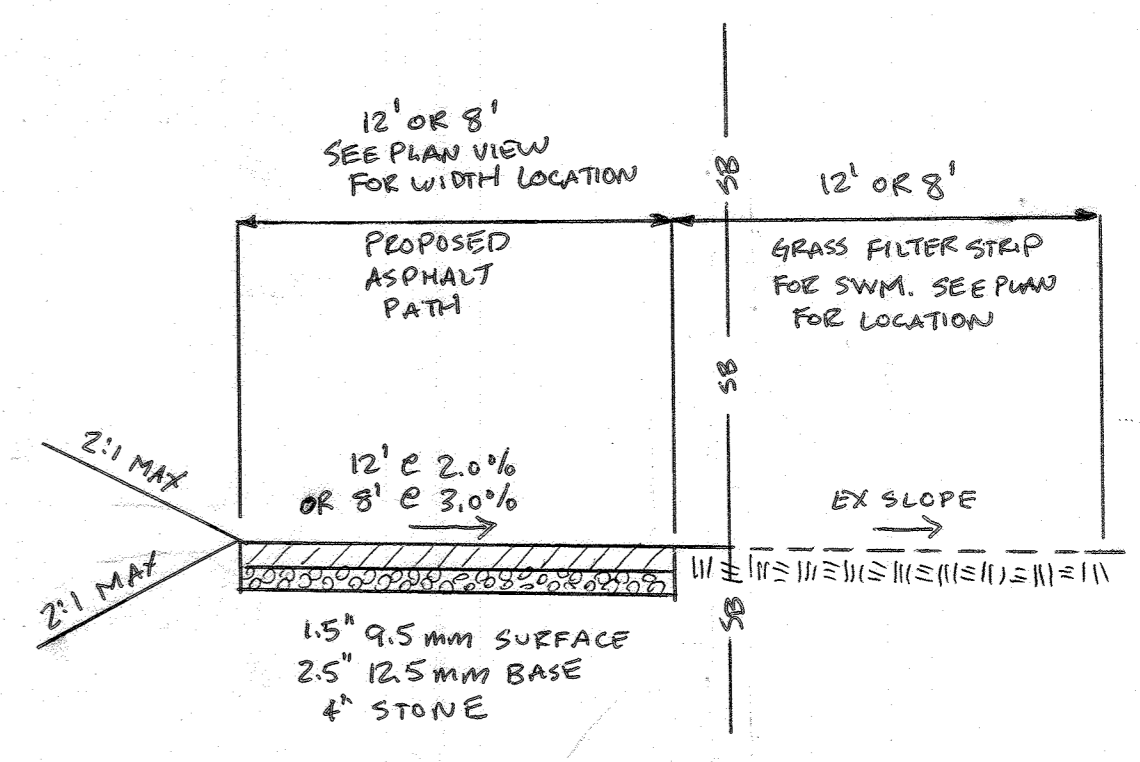 12' OR 8'
SEE PLAN VIEW
FOR WIDTH LOCATION
SB
12' OR 8'
PROPOSED
ASPHALT
PATH
GRASS FILTER STRIP
FOR SWM. SEE PLAN
FOR LOCATION
SB
2:1 MAX
12' @ 2.0%
OR 8' @ 3.0%
EX SLOPE
2:1 MAX
SB
1.5" 9.5 mm SURFACE
2.5" 12.5 mm BASE
4" STONE